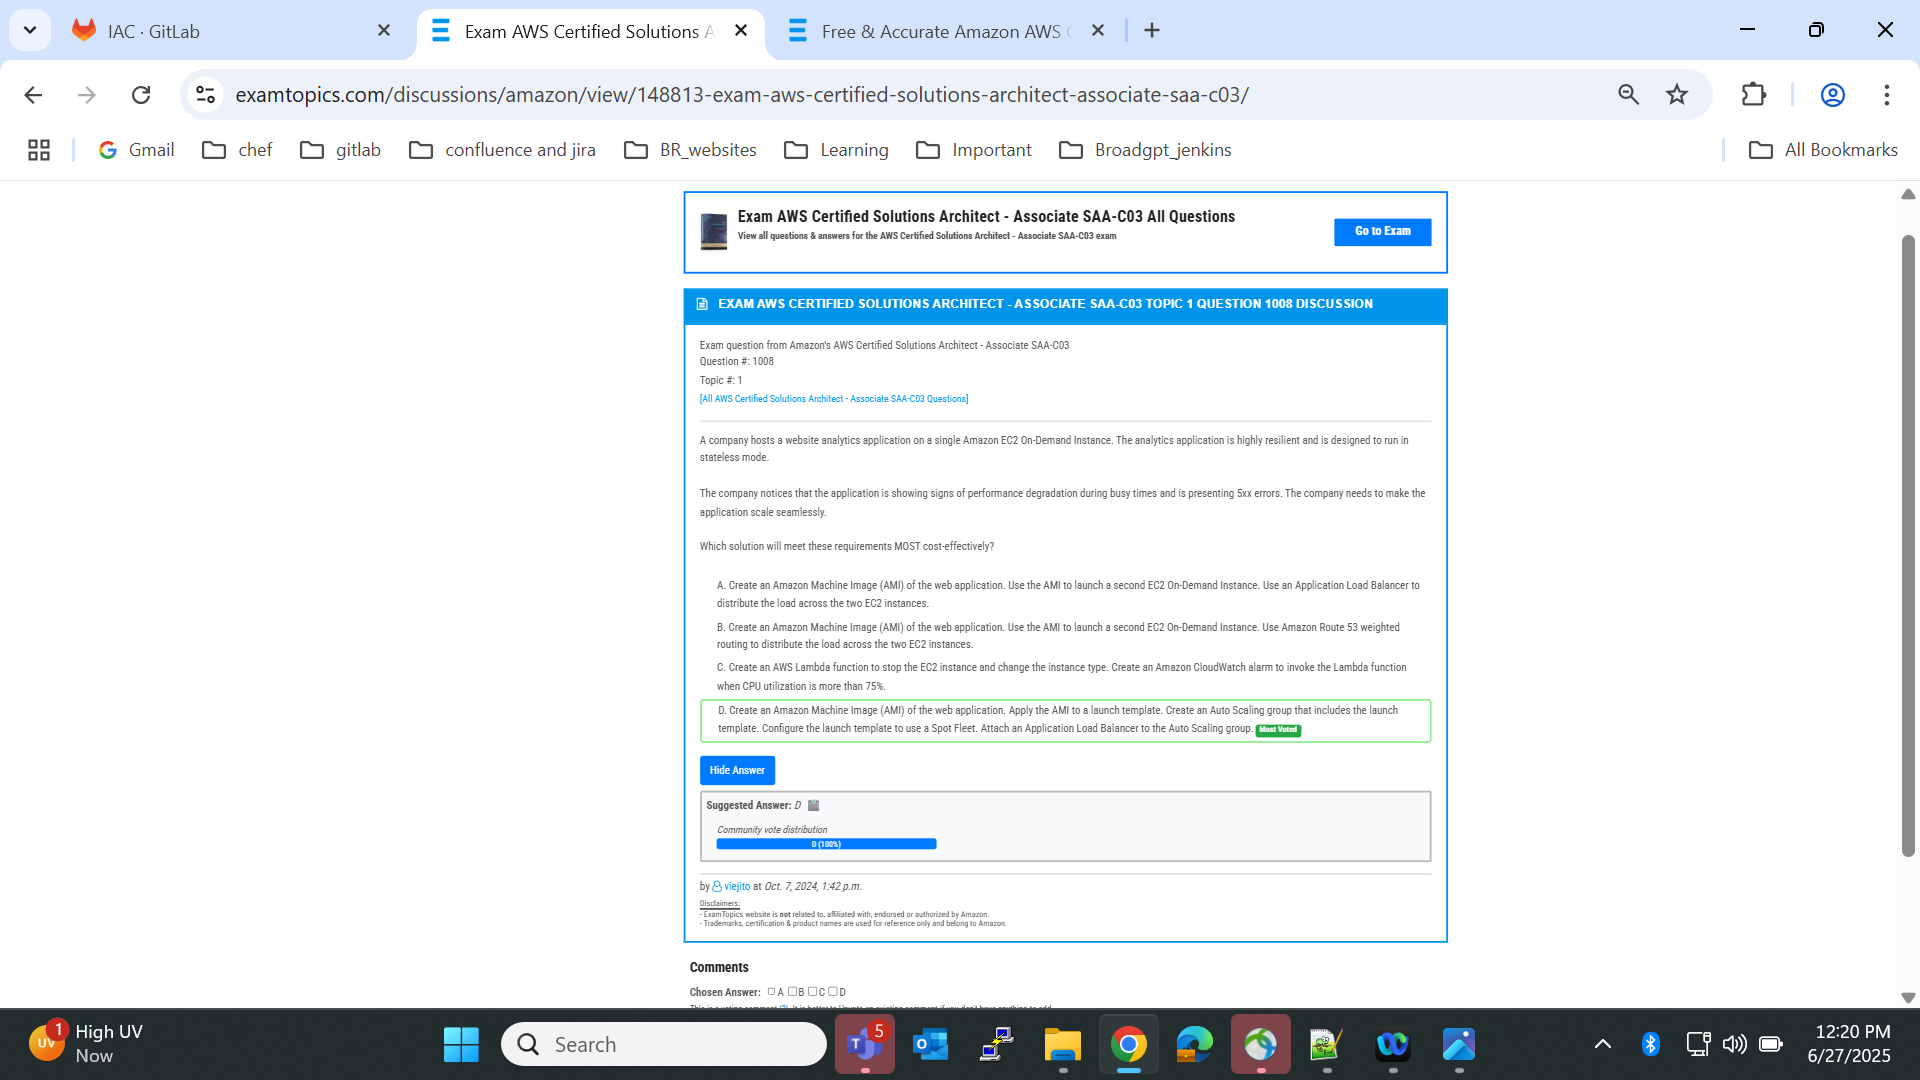 IAC · GitLab
Exam AWS Certified Solutions A
Free & Accurate Amazon AWS
examtopics.com/discussions/amazon/view/148813-exam-aws-certified-solutions-architect-associate-saa-c03/
Gmail
chef
gitlab
confluence and jira
BR_websites
Learning
Important
Broadgpt_jenkins
All Bookmarks
Exam AWS Certified Solutions Architect - Associate SAA-C03 All Questions
View all questions & answers for the AWS Certified Solutions Architect - Associate SAA-C03 exam
Go to Exam
EXAM AWS CERTIFIED SOLUTIONS ARCHITECT - ASSOCIATE SAA-C03 TOPIC 1 QUESTION 1008 DISCUSSION
Exam question from Amazon's AWS Certified Solutions Architect - Associate SAA-C03
Question #: 1008
Topic #: 1
[All AWS Certified Solutions Architect - Associate SAA-C03 Questions]
A company hosts a website analytics application on a single Amazon EC2 On-Demand Instance. The analytics application is highly resilient and is designed to run in
stateless mode.
The company notices that the application is showing signs of performance degradation during busy times and is presenting 5xx errors. The company needs to make the
application scale seamlessly.
Which solution will meet these requirements MOST cost-effectively?
A. Create an Amazon Machine Image (AMI) of the web application. Use the AMI to launch a second EC2 On-Demand Instance. Use an Application Load Balancer to
distribute the load across the two EC2 instances.
B. Create an Amazon Machine Image (AMI) of the web application. Use the AMI to launch a second EC2 On-Demand Instance. Use Amazon Route 53 weighted
routing to distribute the load across the two EC2 instances.
C. Create an AWS Lambda function to stop the EC2 instance and change the instance type. Create an Amazon CloudWatch alarm to invoke the Lambda function
when CPU utilization is more than 75%.
D. Create an Amazon Machine Image (AMI) of the web application. Apply the AMI to a launch template. Create an Auto Scaling group that includes the launch
template. Configure the launch template to use a Spot Fleet. Attach an Application Load Balancer to the Auto Scaling group. Most Voted
Hide Answer
Suggested Answer: D
Community vote distribution
D (100%)
by viejito at Oct. 7, 2024, 1:42 p.m.
Disclaimers:
- ExamTopics website is not related to, affiliated with, endorsed or authorized by Amazon.
- Trademarks, certification & product names are used for reference only and belong to Amazon.
Comments
Chosen Answer: A B C D
High UV
Now
1
UV
Search
5
12:20 PM
6/27/2025